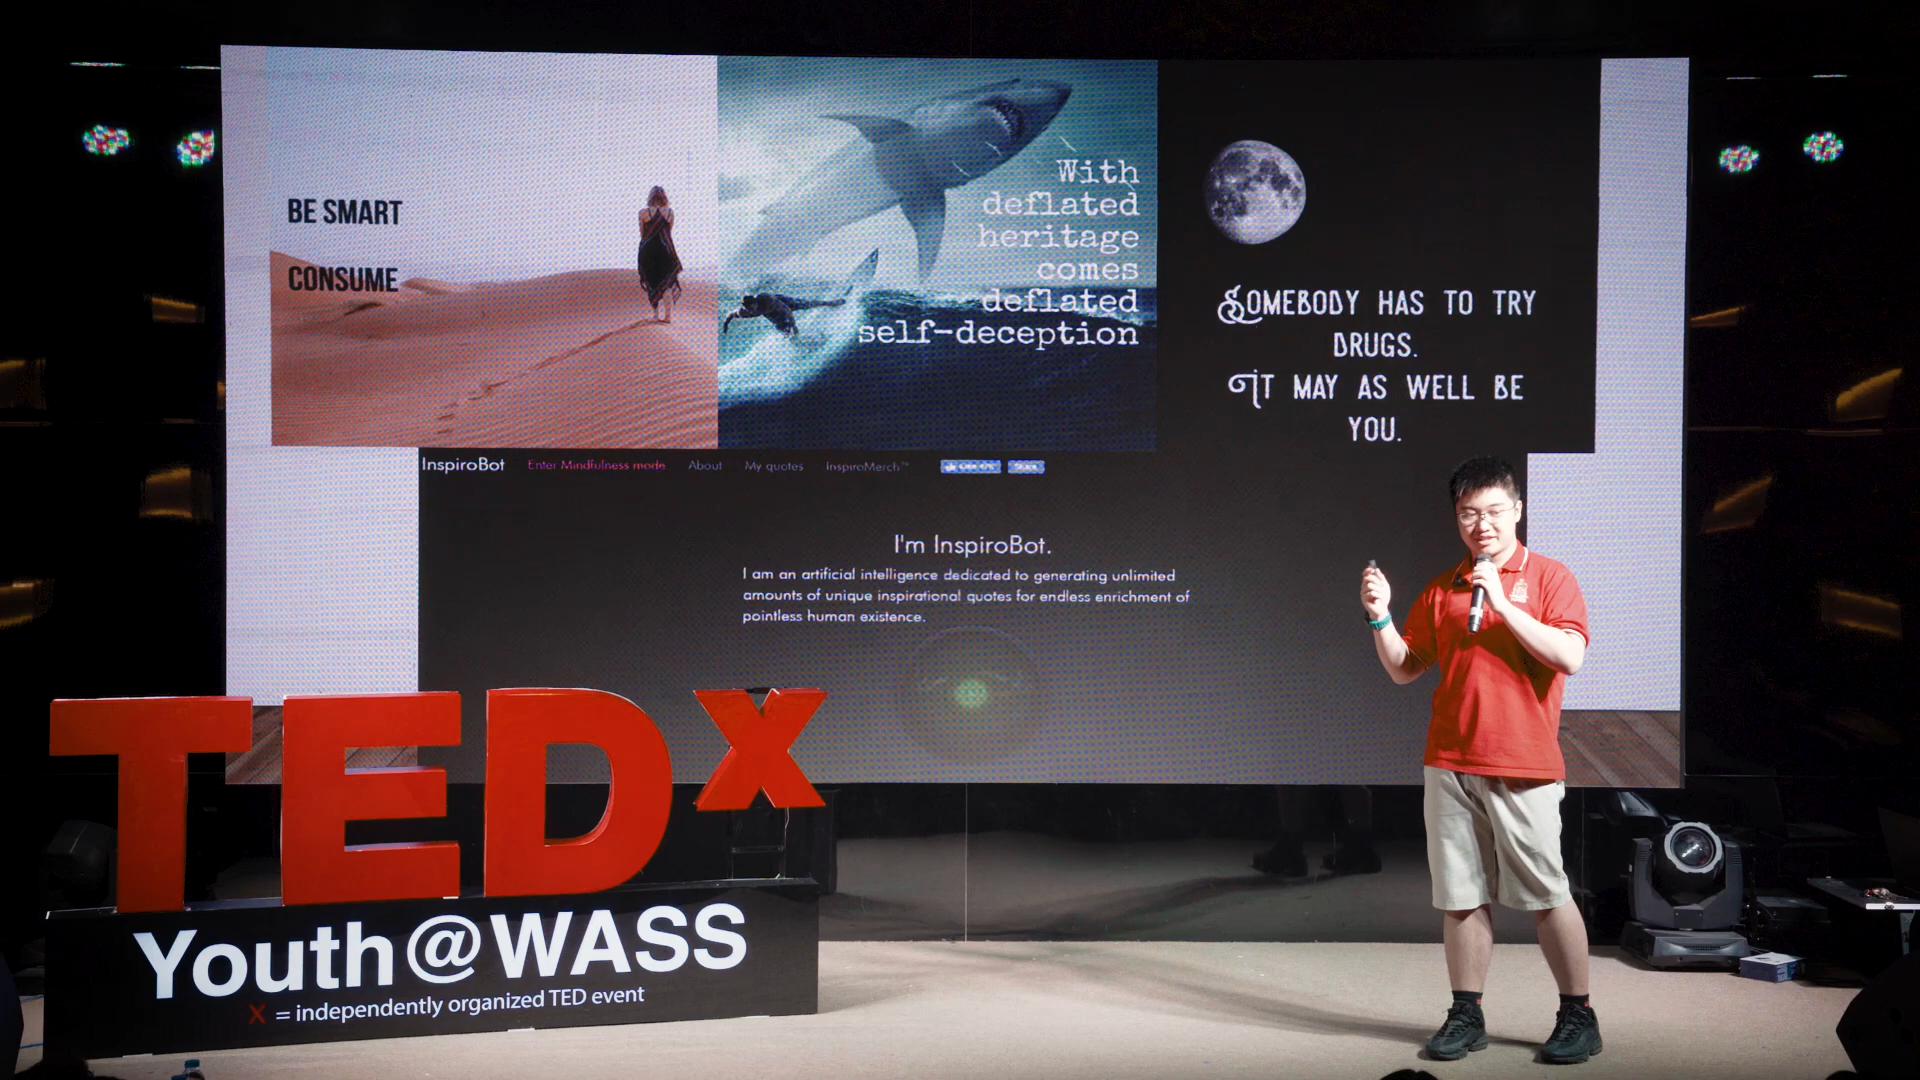 BE SMART
CONSUME
With
deflated
heritage
comes
deflated
self-deception
SOMEBODY HAS TO TRY
DRUGS.
IT MAY AS WELL BE
YOU.
InspiroBot Enter Mindfulness mode About My quotes InspiroMerch™ Share
I'm InspiroBot.
I am an artificial intelligence dedicated to generating unlimited
amounts of unique inspirational quotes for endless enrichment of
pointless human existence.
TEDx
Youth@WASS
X = independently organized TED event